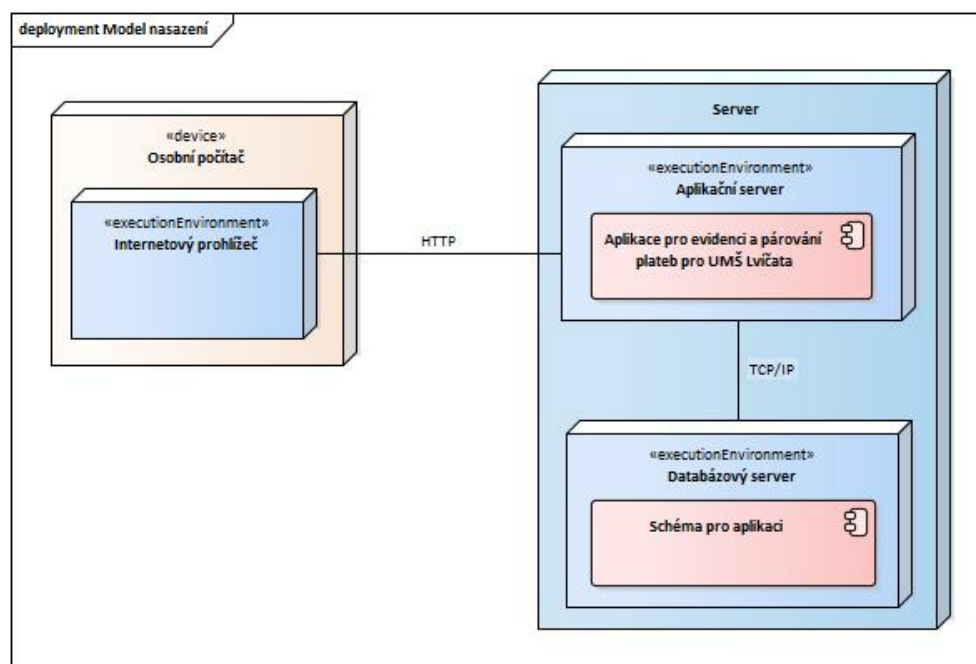 deployment Model nasazení
«device»
Osobní počítač
«executionEnvironment»
Internetový prohlížeč
HTTP
Server
«executionEnvironment»
Aplikační server
Aplikace pro evidenci a párování
plateb pro UMŠ Lvíčata
TCP/IP
«executionEnvironment»
Databázový server
Schéma pro aplikaci